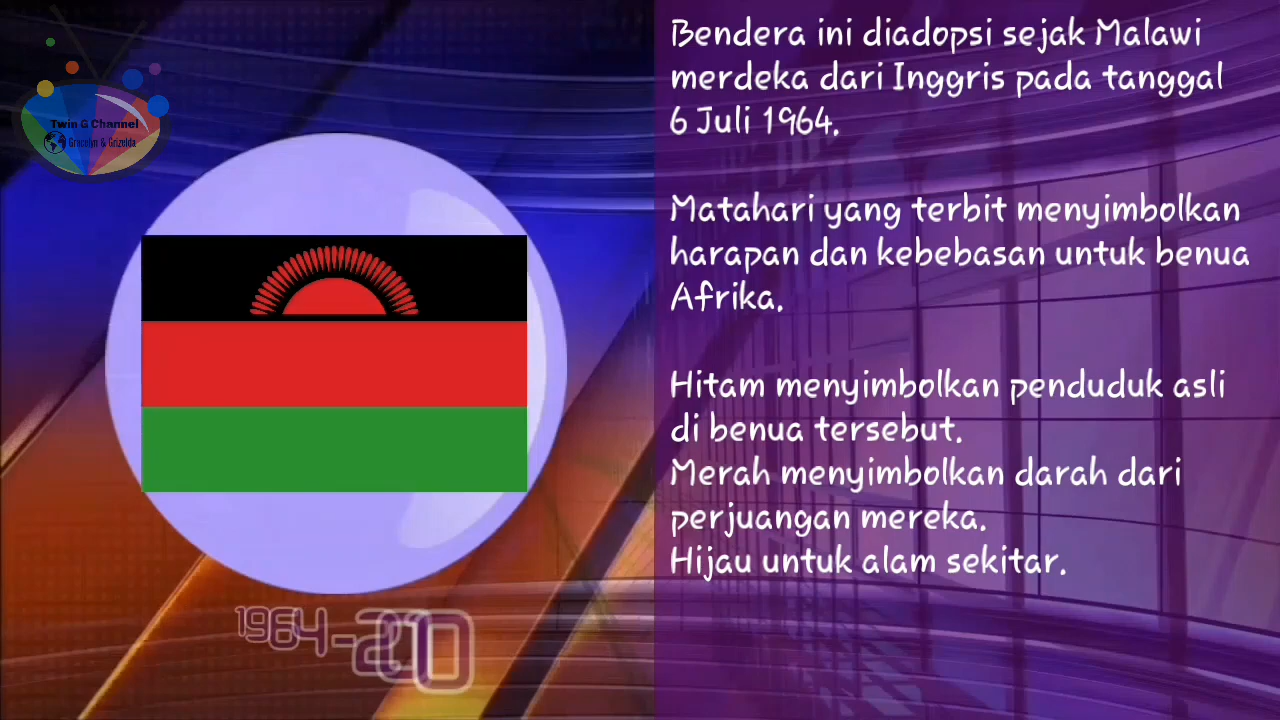 Twin G Channel
Gracelyn & Grizelda
Bendera ini diadopsi sejak Malawi
merdeka dari Inggris pada tanggal
6 Juli 1964.
Matahari yang terbit menyimbolkan
harapan dan kebebasan untuk benua
Afrika.
Hitam menyimbolkan penduduk asli
di benua tersebut.
Merah menyimbolkan darah dari
perjuangan mereka.
Hijau untuk alam sekitar.
1964-2010